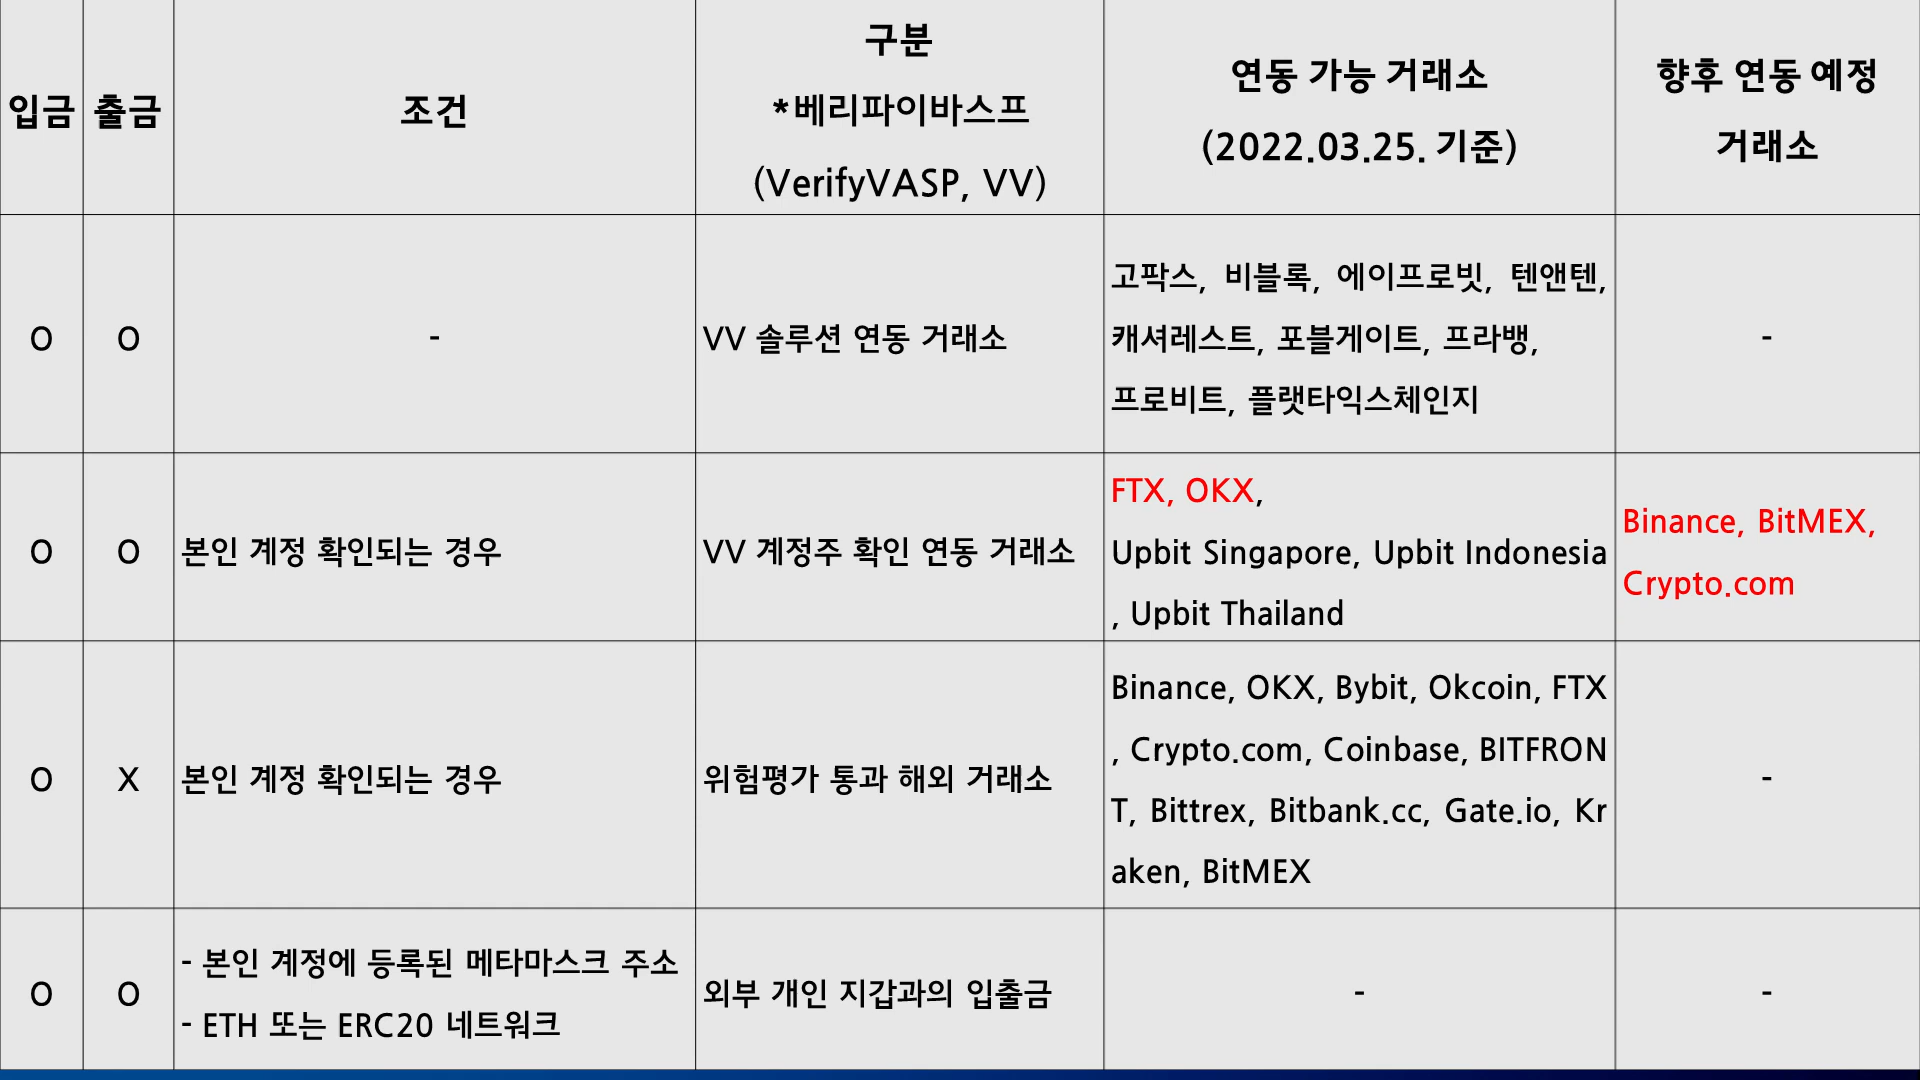 입금
출금
조건
구분
*베리파이바스프
(VerifyVASP, VV)
연동 가능 거래소
(2022.03.25. 기준)
향후 연동 예정
거래소
O
O
-
VV 솔루션 연동 거래소
고팍스, 비블록, 에이프로빗, 텐앤텐,
캐셔레스트, 포블게이트, 프라뱅,
프로비트, 플랫타익스체인지
-
O
O
본인 계정 확인되는 경우
VV 계정주 확인 연동 거래소
FTX, OKX,
Upbit Singapore, Upbit Indonesia
, Upbit Thailand
Binance, BitMEX,
Crypto.com
O
X
본인 계정 확인되는 경우
위험평가 통과 해외 거래소
Binance, OKX, Bybit, Okcoin, FTX
, Crypto.com, Coinbase, BITFRON
T, Bittrex, Bitbank.cc, Gate.io, Kr
aken, BitMEX
-
O
O
- 본인 계정에 등록된 메타마스크 주소
- ETH 또는 ERC20 네트워크
외부 개인 지갑과의 입출금
-
-